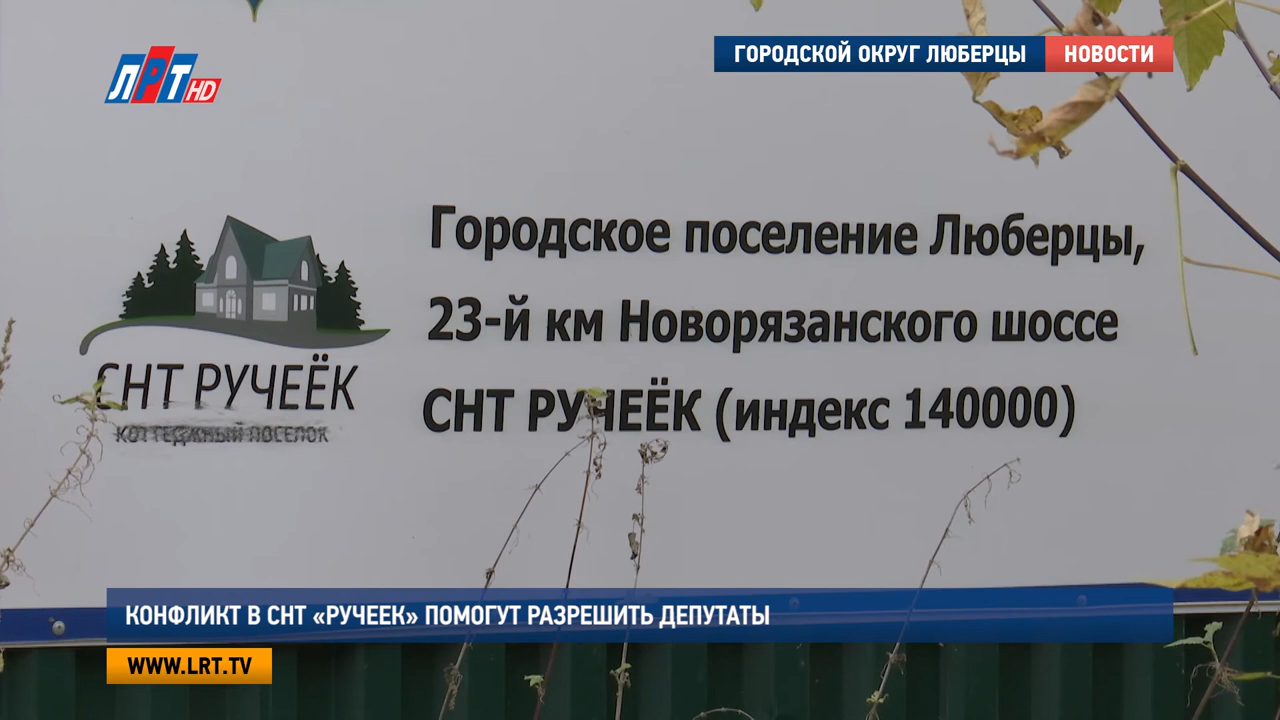 ЛРТ HD
ГОРОДСКОЙ ОКРУГ ЛЮБЕРЦЫ НОВОСТИ
Городское поселение Люберцы,
23-й км Новорязанского шоссе
СНТ РУЧЕЁК (индекс 140000)
СНТ РУЧЕЁК
КОТТЕДЖНЫЙ ПОСЕЛОК
КОНФЛИКТ В СНТ «РУЧЕЕК» ПОМОГУТ РАЗРЕШИТЬ ДЕПУТАТЫ
WWW.LRT.TV